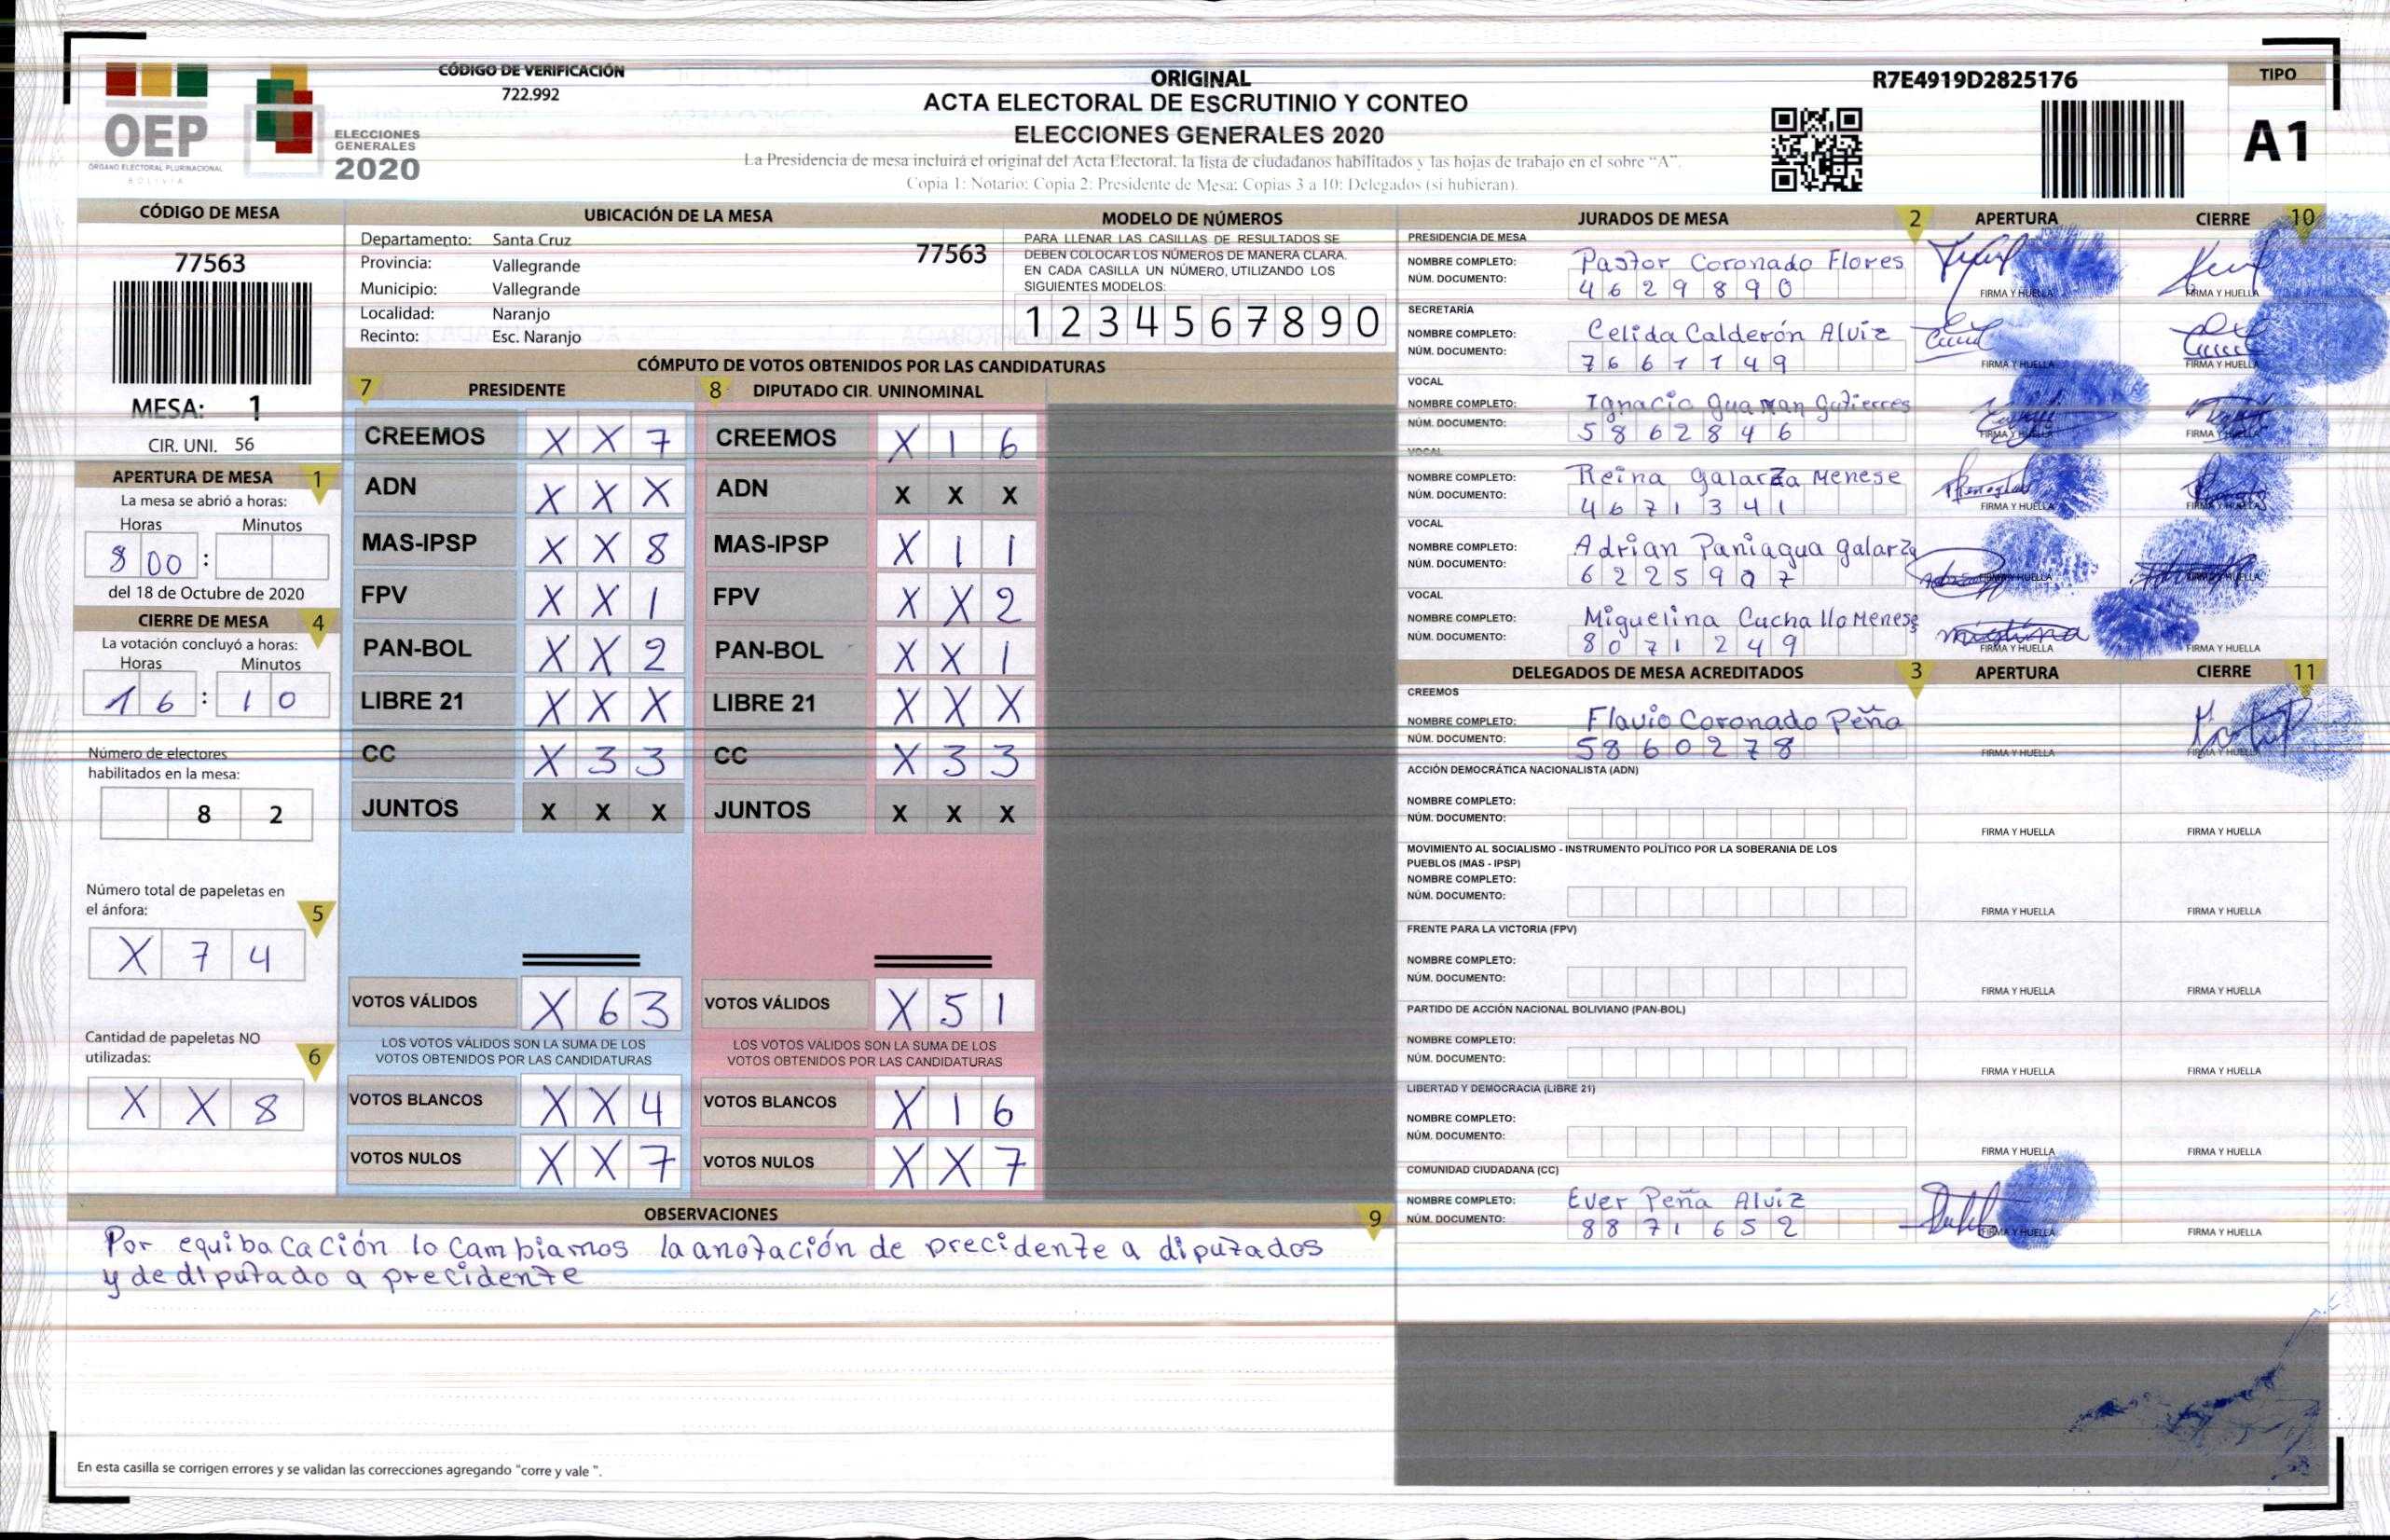 CÓDIGO DE VERIFICACIÓN
722.992
ORIGINAL
ACTA ELECTORAL DE ESCRUTINIO Y CONTEO
ELECCIONES GENERALES 2020
La Presidencia de mesa incluirá el original del Acta Electoral, la lista de ciudadanos habilitados y las hojas de trabajo en el sobre “A”.
Copia 1: Notario; Copia 2: Presidente de Mesa; Copias 3 a 10: Delegados (si hubieran).
R7E4919D2825176
TIPO
A1
OEP
ÓRGANO ELECTORAL PLURINACIONAL
BOLIVIA
ELECCIONES
GENERALES
2020
CÓDIGO DE MESA
77563
MESA: 1
CIR. UNI. 56
APERTURA DE MESA 1
La mesa se abrió a horas:
Horas Minutos
8 00 :
del 18 de Octubre de 2020
CIERRE DE MESA 4
La votación concluyó a horas:
Horas Minutos
1 6 : 1 0
Número de electores
habilitados en la mesa:
8 2
Número total de papeletas en
el ánfora: 5
X 7 4
Cantidad de papeletas NO
utilizadas: 6
X X 8
UBICACIÓN DE LA MESA
Departamento: Santa Cruz
77563
Provincia: Vallegrande
Municipio: Vallegrande
Localidad: Naranjo
Recinto: Esc. Naranjo
MODELO DE NÚMEROS
PARA LLENAR LAS CASILLAS DE RESULTADOS SE
DEBEN COLOCAR LOS NÚMEROS DE MANERA CLARA.
EN CADA CASILLA UN NÚMERO, UTILIZANDO LOS
SIGUIENTES MODELOS:
1 2 3 4 5 6 7 8 9 0
CÓMPUTO DE VOTOS OBTENIDOS POR LAS CANDIDATURAS
7 PRESIDENTE
CREEMOS X X 7
ADN X X X
MAS-IPSP X X 8
FPV X X 1
PAN-BOL X X 2
LIBRE 21 X X X
CC X 3 3
JUNTOS X X X
VOTOS VÁLIDOS X 6 3
LOS VOTOS VÁLIDOS SON LA SUMA DE LOS
VOTOS OBTENIDOS POR LAS CANDIDATURAS
VOTOS BLANCOS X X 4
VOTOS NULOS X X 7
8 DIPUTADO CIR. UNINOMINAL
CREEMOS X 1 6
ADN X X X
MAS-IPSP X 1 1
FPV X X 2
PAN-BOL X X 1
LIBRE 21 X X X
CC X 3 3
JUNTOS X X X
VOTOS VÁLIDOS X 5 1
LOS VOTOS VÁLIDOS SON LA SUMA DE LOS
VOTOS OBTENIDOS POR LAS CANDIDATURAS
VOTOS BLANCOS X 1 6
VOTOS NULOS X X 7
OBSERVACIONES 9
Por equibacación lo cambiamos la anotación de precidente a diputados
y de diputado a precidente
En esta casilla se corrigen errores y se validan las correcciones agregando "corre y vale ".
JURADOS DE MESA 2 APERTURA CIERRE 10
PRESIDENCIA DE MESA
NOMBRE COMPLETO: Pastor Coronado Flores
NÚM. DOCUMENTO: 4629890
FIRMA Y HUELLA FIRMA Y HUELLA
SECRETARÍA
NOMBRE COMPLETO: Celida Calderón Alviz
NÚM. DOCUMENTO: 7661149
FIRMA Y HUELLA FIRMA Y HUELLA
VOCAL
NOMBRE COMPLETO: Ignacio Guaman Gutierres
NÚM. DOCUMENTO: 5862846
FIRMA Y HUELLA FIRMA Y HUELLA
VOCAL
NOMBRE COMPLETO: Reina Galarza Menese
NÚM. DOCUMENTO: 4671341
FIRMA Y HUELLA FIRMA Y HUELLA
VOCAL
NOMBRE COMPLETO: Adrian Paniagua Galarza
NÚM. DOCUMENTO: 6225907
FIRMA Y HUELLA FIRMA Y HUELLA
VOCAL
NOMBRE COMPLETO: Miguelina Cuchallo Menese
NÚM. DOCUMENTO: 8071249
FIRMA Y HUELLA FIRMA Y HUELLA
DELEGADOS DE MESA ACREDITADOS 3 APERTURA CIERRE 11
CREEMOS
NOMBRE COMPLETO: Flavio Coronado Peña
NÚM. DOCUMENTO: 5860278
FIRMA Y HUELLA FIRMA Y HUELLA
ACCIÓN DEMOCRÁTICA NACIONALISTA (ADN)
NOMBRE COMPLETO:
NÚM. DOCUMENTO:
FIRMA Y HUELLA FIRMA Y HUELLA
MOVIMIENTO AL SOCIALISMO - INSTRUMENTO POLÍTICO POR LA SOBERANIA DE LOS
PUEBLOS (MAS - IPSP)
NOMBRE COMPLETO:
NÚM. DOCUMENTO:
FIRMA Y HUELLA FIRMA Y HUELLA
FRENTE PARA LA VICTORIA (FPV)
NOMBRE COMPLETO:
NÚM. DOCUMENTO:
FIRMA Y HUELLA FIRMA Y HUELLA
PARTIDO DE ACCIÓN NACIONAL BOLIVIANO (PAN-BOL)
NOMBRE COMPLETO:
NÚM. DOCUMENTO:
FIRMA Y HUELLA FIRMA Y HUELLA
LIBERTAD Y DEMOCRACIA (LIBRE 21)
NOMBRE COMPLETO:
NÚM. DOCUMENTO:
FIRMA Y HUELLA FIRMA Y HUELLA
COMUNIDAD CIUDADANA (CC)
NOMBRE COMPLETO: Ever Peña Alviz
NÚM. DOCUMENTO: 8871652
FIRMA Y HUELLA FIRMA Y HUELLA